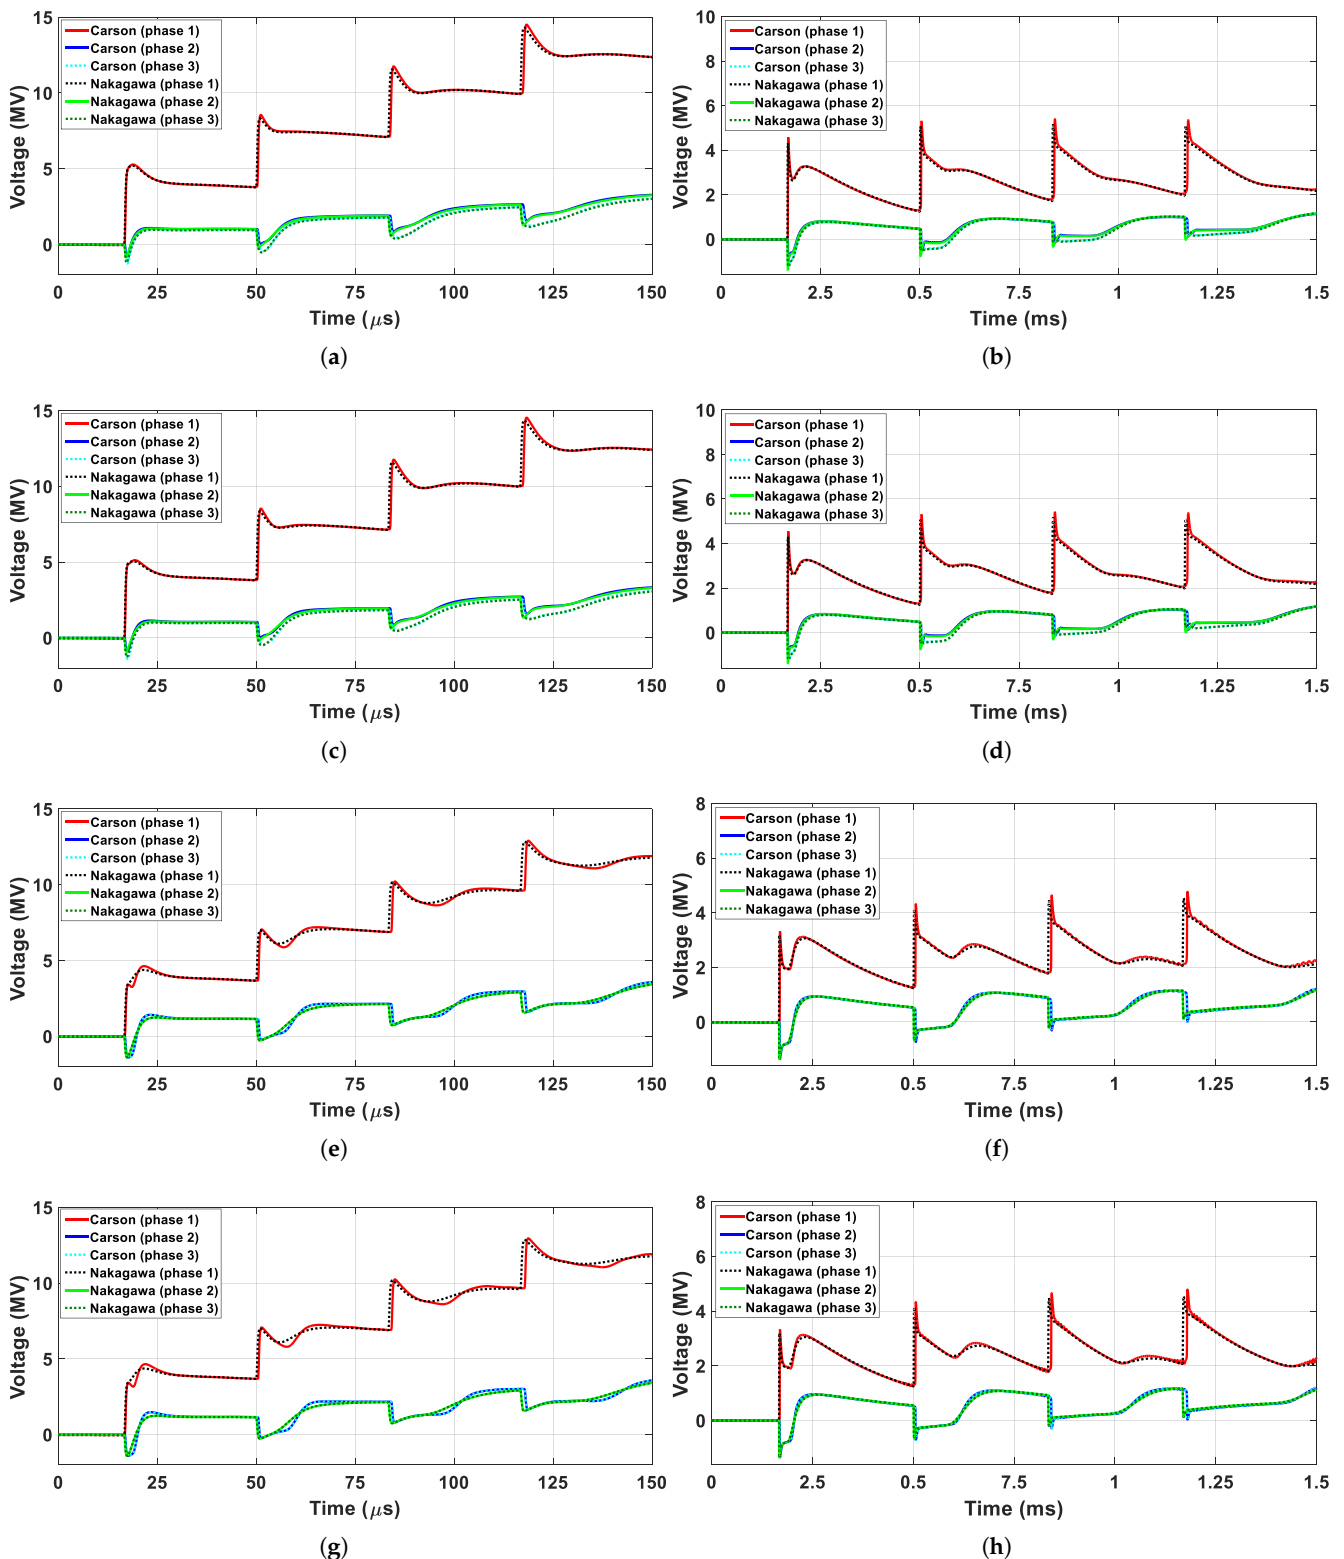 15
10
5
0
Voltage (MV)
Carson (phase 1)
Carson (phase 2)
Carson (phase 3)
Nakagawa (phase 1)
Nakagawa (phase 2)
Nakagawa (phase 3)
0 25 50 75 100 125 150
Time (μs)
(a)
10
8
6
4
2
0
Voltage (MV)
Carson (phase 1)
Carson (phase 2)
Carson (phase 3)
Nakagawa (phase 1)
Nakagawa (phase 2)
Nakagawa (phase 3)
0 2.5 0.5 7.5 1 1.25 1.5
Time (ms)
(b)
15
10
5
0
Voltage (MV)
Carson (phase 1)
Carson (phase 2)
Carson (phase 3)
Nakagawa (phase 1)
Nakagawa (phase 2)
Nakagawa (phase 3)
0 25 50 75 100 125 150
Time (μs)
(c)
10
8
6
4
2
0
Voltage (MV)
Carson (phase 1)
Carson (phase 2)
Carson (phase 3)
Nakagawa (phase 1)
Nakagawa (phase 2)
Nakagawa (phase 3)
0 2.5 0.5 7.5 1 1.25 1.5
Time (ms)
(d)
15
10
5
0
Voltage (MV)
Carson (phase 1)
Carson (phase 2)
Carson (phase 3)
Nakagawa (phase 1)
Nakagawa (phase 2)
Nakagawa (phase 3)
0 25 50 75 100 125 150
Time (μs)
(e)
8
6
4
2
0
Voltage (MV)
Carson (phase 1)
Carson (phase 2)
Carson (phase 3)
Nakagawa (phase 1)
Nakagawa (phase 2)
Nakagawa (phase 3)
0 2.5 0.5 7.5 1 1.25 1.5
Time (ms)
(f)
15
10
5
0
Voltage (MV)
Carson (phase 1)
Carson (phase 2)
Carson (phase 3)
Nakagawa (phase 1)
Nakagawa (phase 2)
Nakagawa (phase 3)
0 25 50 75 100 125 150
Time (μs)
(g)
8
6
4
2
0
Voltage (MV)
Carson (phase 1)
Carson (phase 2)
Carson (phase 3)
Nakagawa (phase 1)
Nakagawa (phase 2)
Nakagawa (phase 3)
0 2.5 0.5 7.5 1 1.25 1.5
Time (ms)
(h)